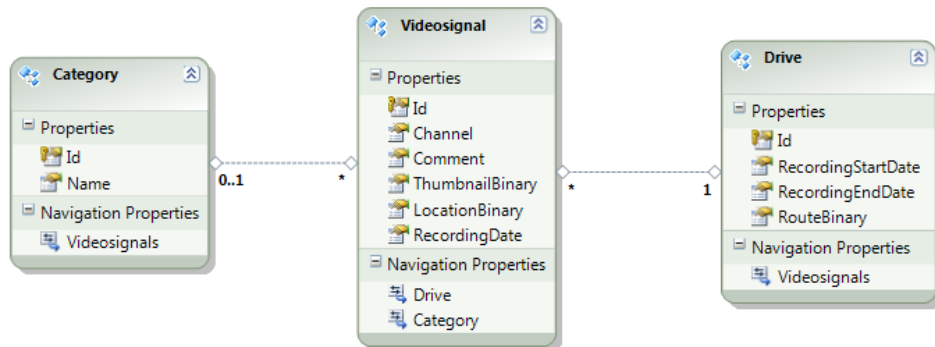 Category
Properties
Id
Name
Navigation Properties
Videosignals
0..1
*
Videosignal
Properties
Id
Channel
Comment
ThumbnailBinary
LocationBinary
RecordingDate
Navigation Properties
Drive
Category
*
1
Drive
Properties
Id
RecordingStartDate
RecordingEndDate
RouteBinary
Navigation Properties
Videosignals